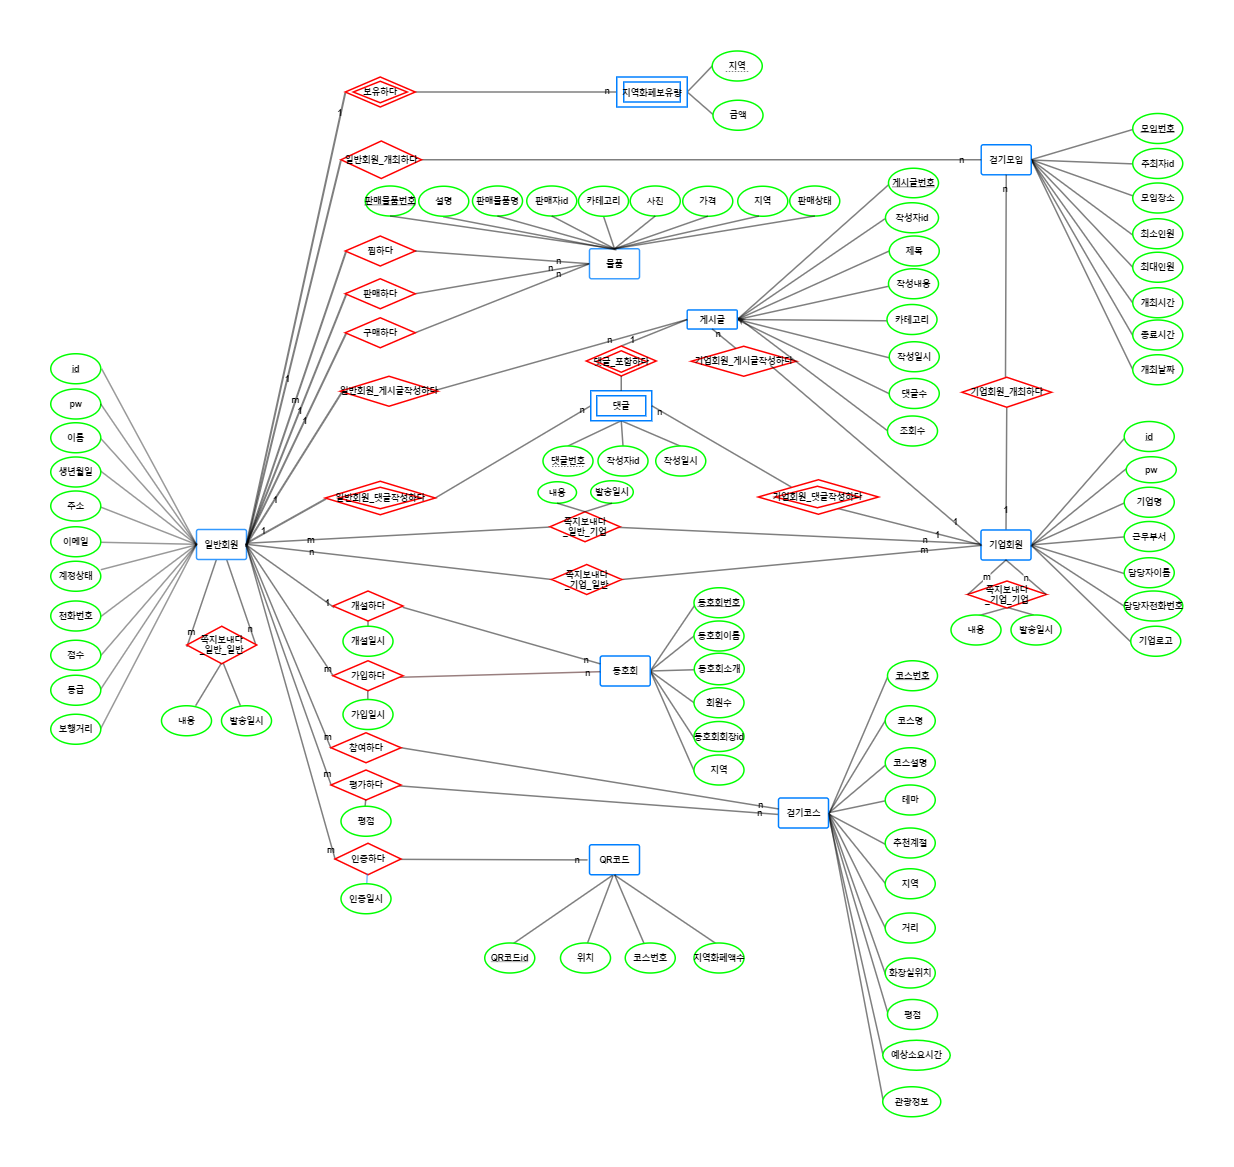 지역
보유하다
n
지역화폐보유량
1
금액
모임번호
일반회원_개최하다
n
걷기모임
주최자id
게시글번호
n
판매물품번호
설명
판매물품명
판매자id
카테고리
사진
가격
지역
판매상태
모임장소
작성자id
최소인원
찜하다
제목
n
물품
n
n
최대인원
판매하다
작성내용
개최시간
구매하다
게시글
카테고리
종료시간
n
n
1
작성일시
댓글_포함하다
기업회원_게시글작성하다
id
개최날짜
1
일반회원_게시글작성하다
댓글수
기업회원_개최하다
m
pw
댓글
n
n
1
1
조회수
이름
id
댓글번호
작성자id
작성일시
생년월일
pw
내용
발송일시
일반회원_댓글작성하다
기업회원_댓글작성하다
1
주소
기업명
1
쪽지보내다
_일반_기업
1
1
1
이메일
일반회원
m
n
기업회원
근무부서
n
m
계정상태
쪽지보내다
_기업_일반
담당자이름
m
n
쪽지보내다
_기업_기업
1
개설하다
동호회번호
담당자전화번호
전화번호
m
n
쪽지보내다
_일반_일반
개설일시
동호회이름
내용
발송일시
기업로고
점수
n
m
가입하다
n
동호회
동호회소개
코스번호
등급
회원수
내용
발송일시
가입일시
코스명
보행거리
m
참여하다
동호회회장id
코스설명
m
지역
평가하다
테마
n
n
걷기코스
평점
추천계절
m
인증하다
n
QR코드
지역
인증일시
거리
QR코드id
위치
코스번호
지역화폐액수
화장실위치
평점
예상소요시간
관광정보